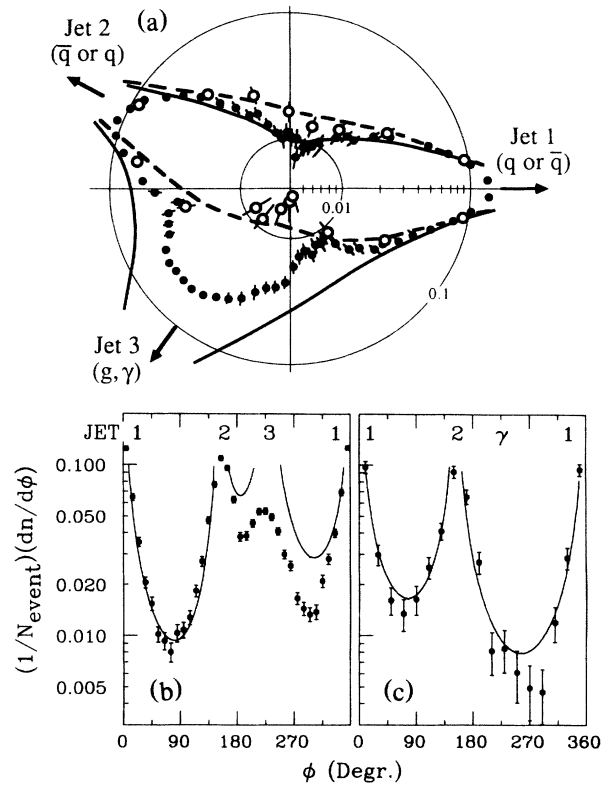 (a)
Jet 2
(q̅ or q)
Jet 1
(q or q̅)
0.01
0.1
Jet 3
(g, γ)
JET 1 2 3 1
1 2 γ 1
0.100
0.050
0.020
0.010
0.005
(1/N_event)(dn/dφ)
(b)
(c)
0 90 180 270 0 90 180 270 360
φ (Degr.)